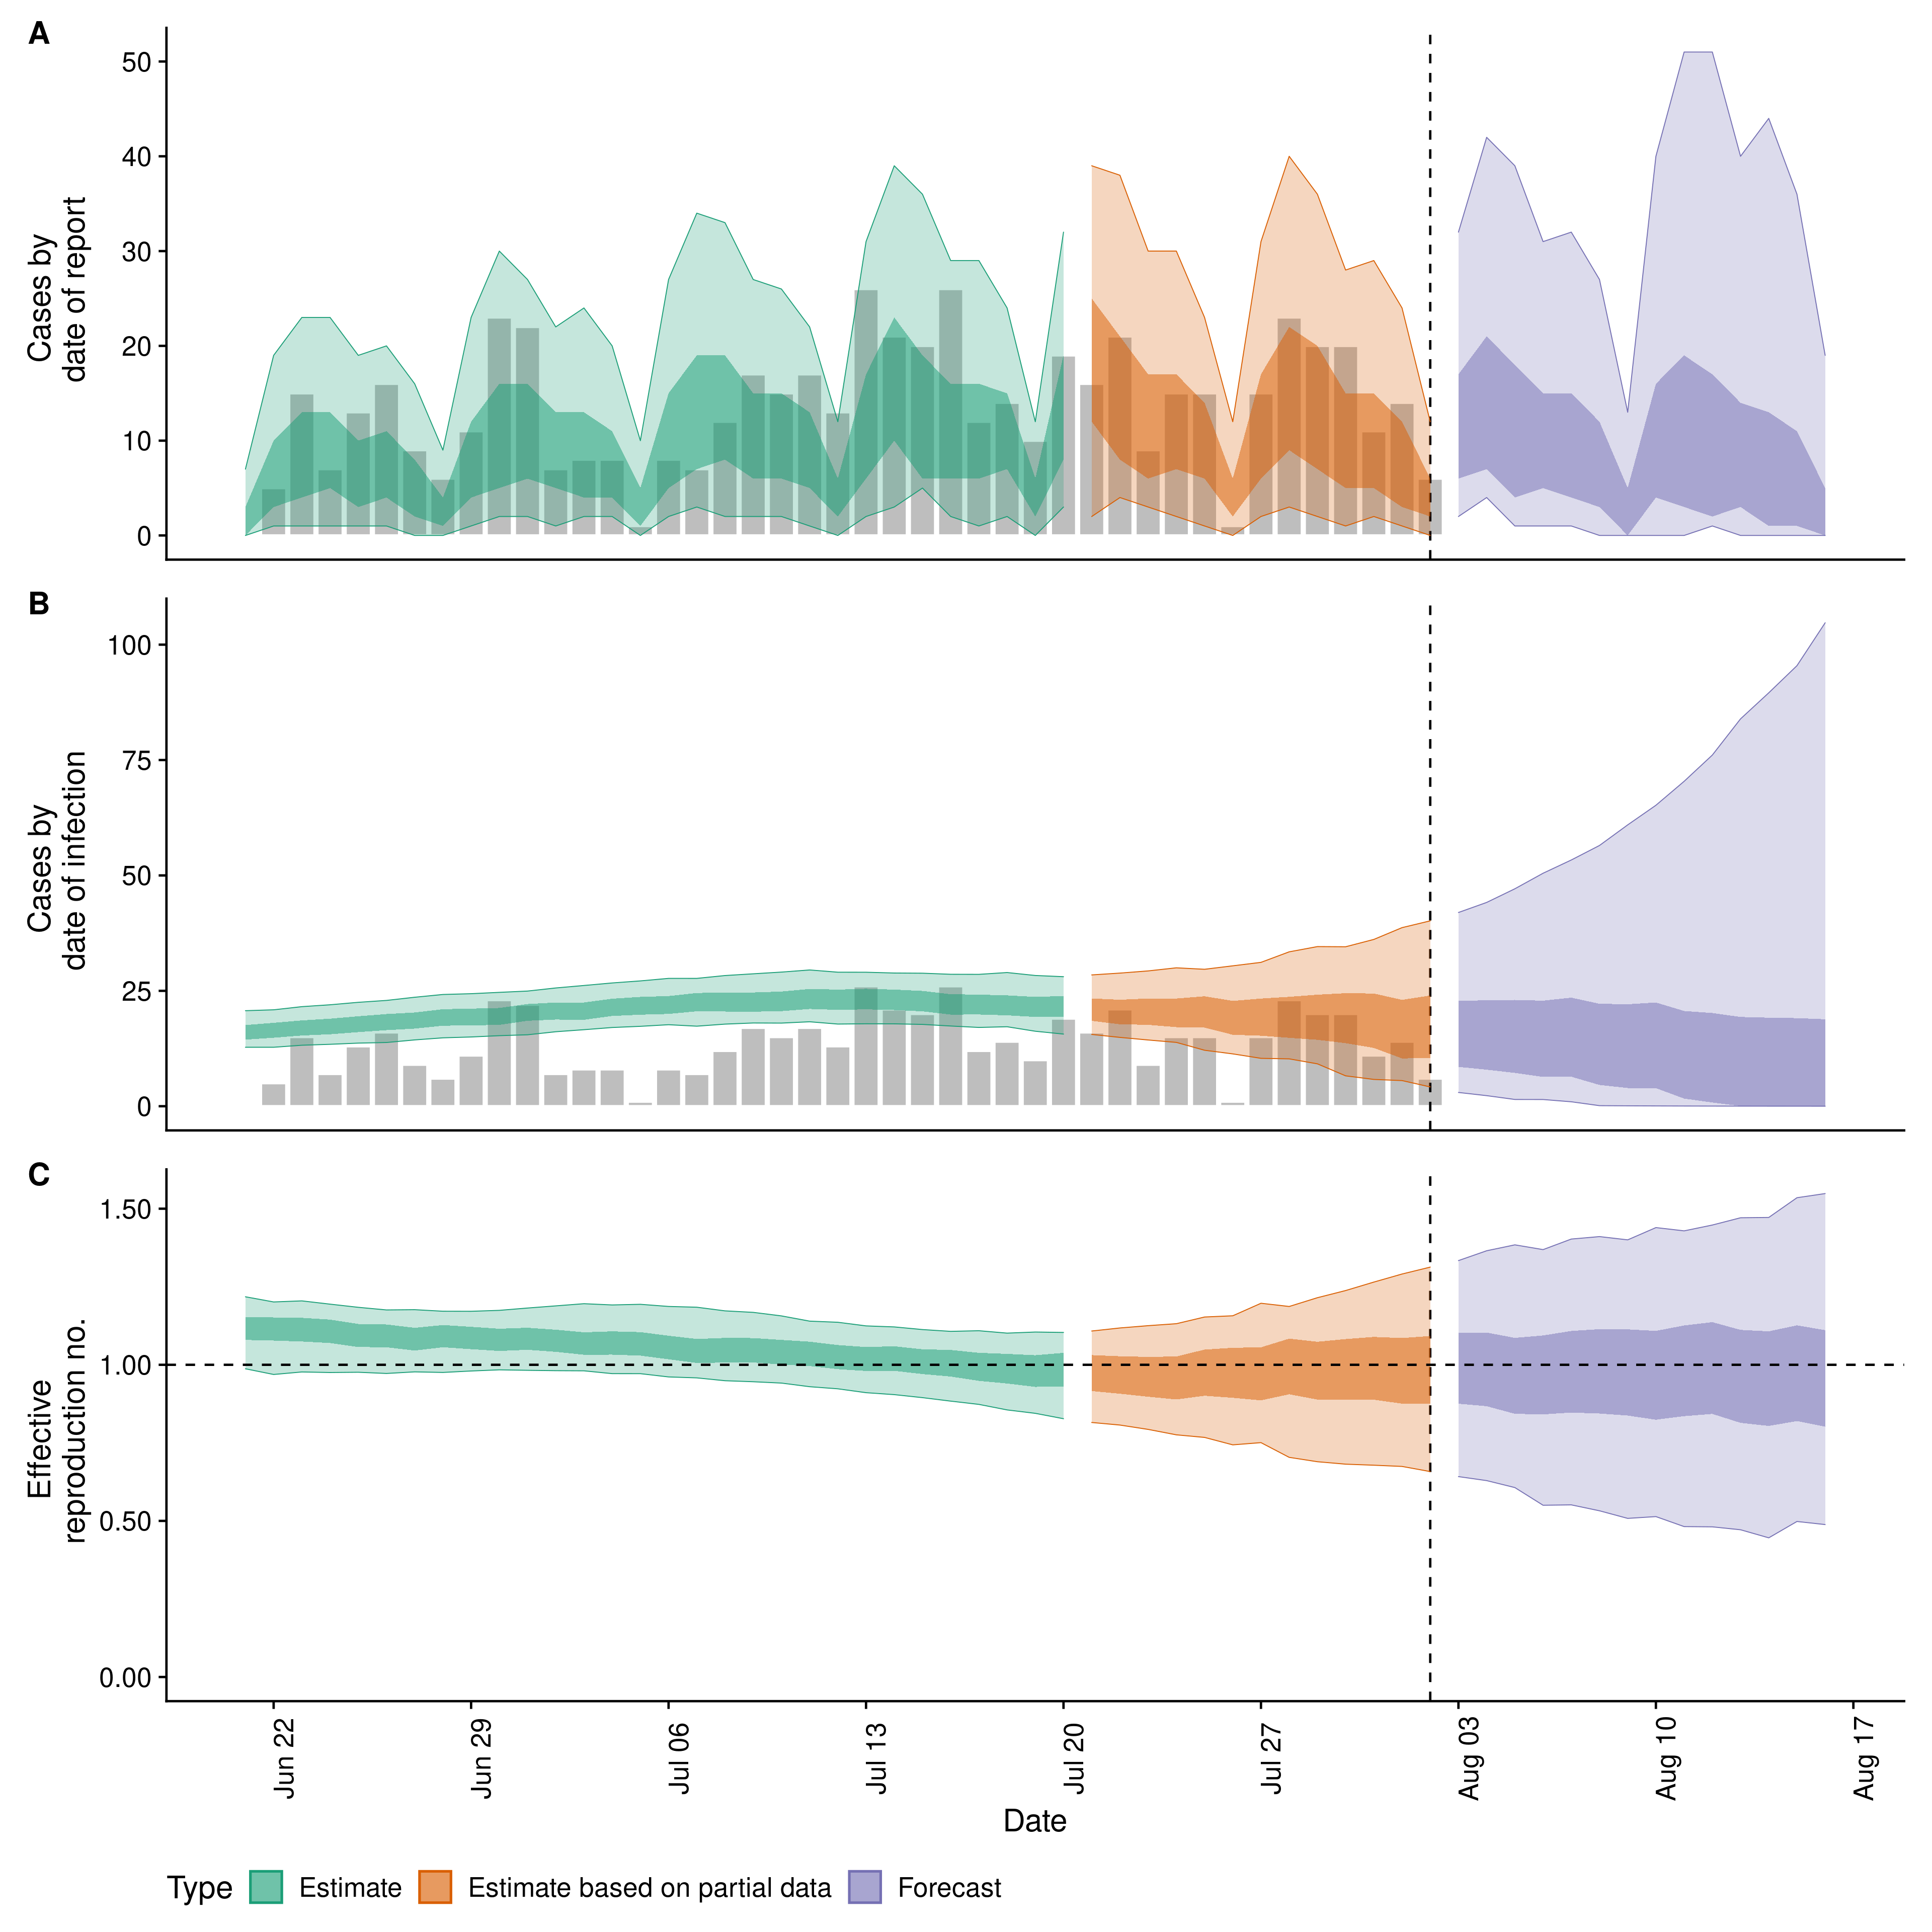 A
50
40
30
20
10
0
Cases by
date of report
B
100
75
50
25
0
Cases by
date of infection
C
1.50
1.00
0.50
0.00
Effective
reproduction no.
Jun 22
Jun 29
Jul 06
Jul 13
Jul 20
Jul 27
Aug 03
Aug 10
Aug 17
Date
Type Estimate Estimate based on partial data Forecast